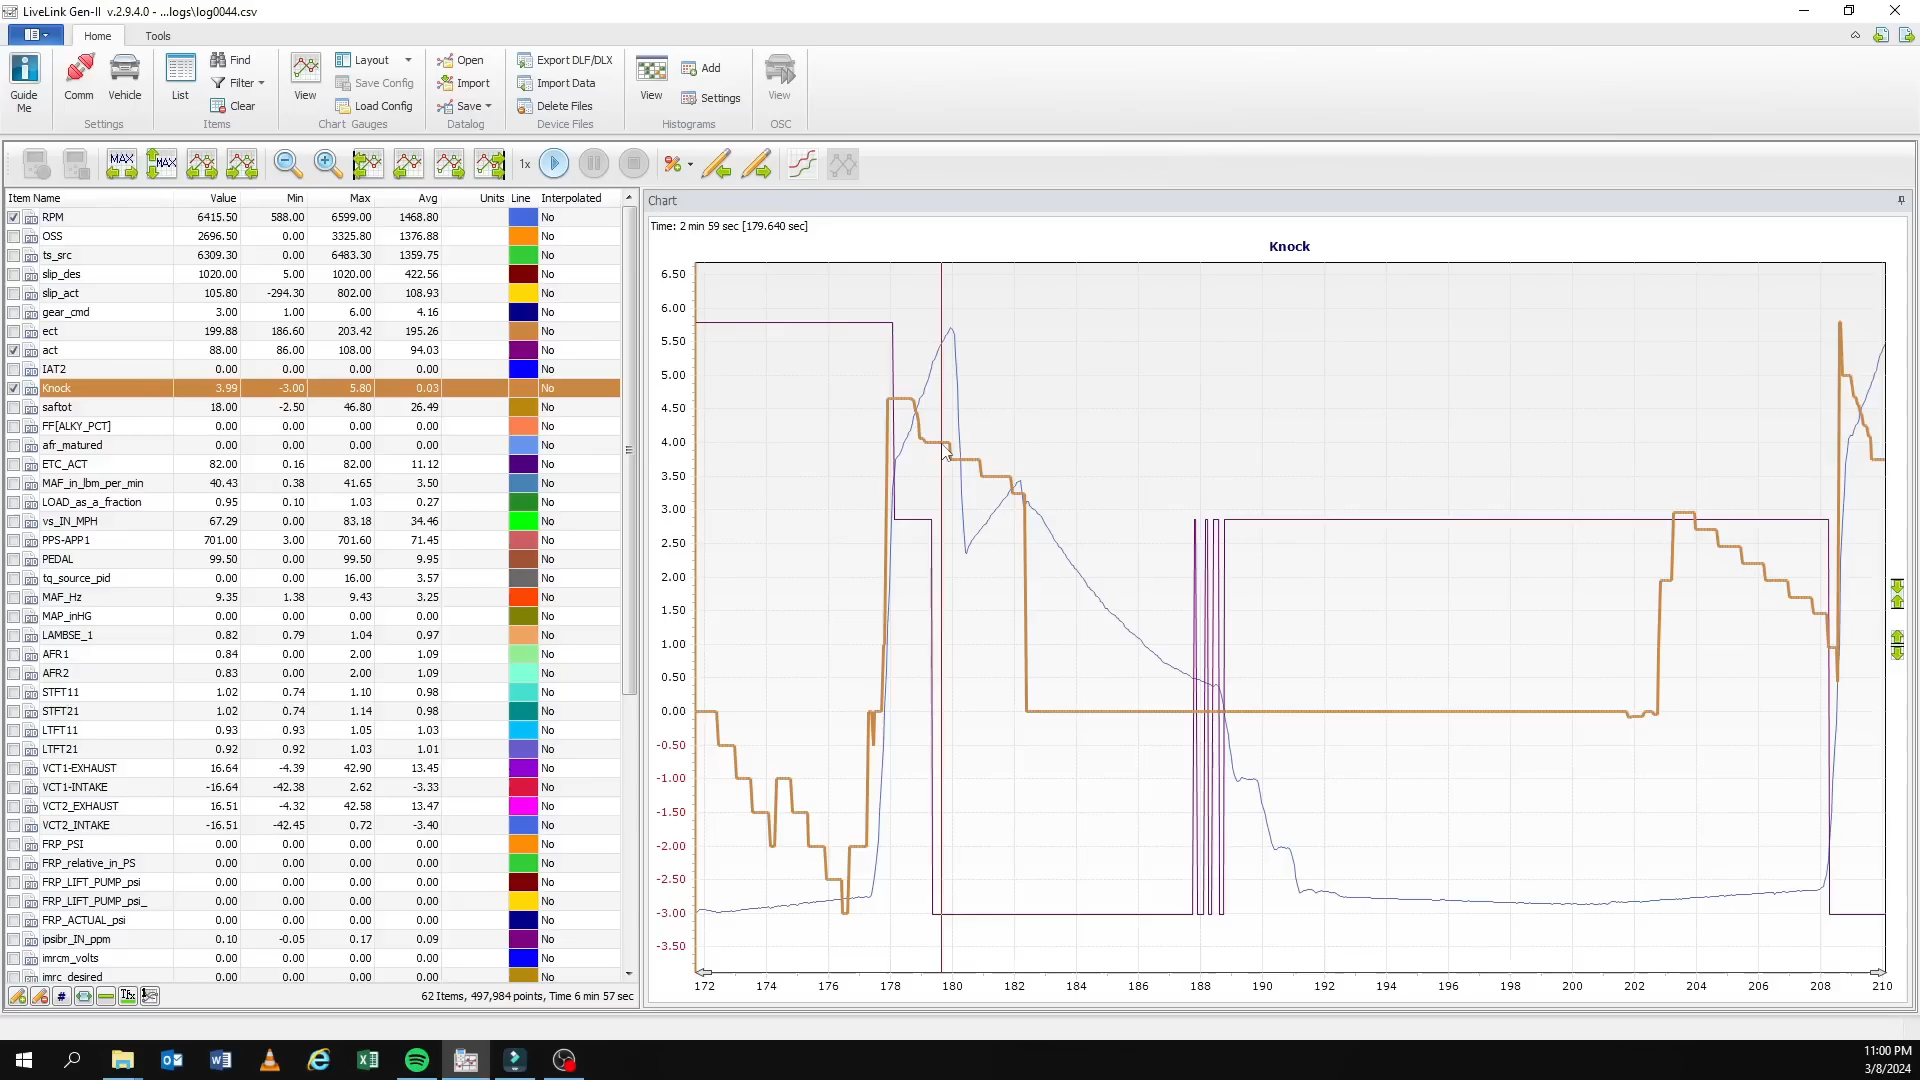 LiveLink Gen-II v.2.9.4.0 - ...logs\log0044.csv
Home Tools
Guide Me Comm Vehicle List Find Filter Clear View Layout Save Config Load Config Open Import Save Export DLF/DLX Import Data Delete Files View Add Settings View
Settings Items Chart Gauges Datalog Device Files Histograms OSC
MAX MAX 1x
Item Name Value Min Max Avg Units Line Interpolated
RPM 6415.50 588.00 6599.00 1468.80 No
OSS 2696.50 0.00 3325.80 1376.88 No
ts_src 6309.30 0.00 6483.30 1359.75 No
slip_des 1020.00 5.00 1020.00 422.56 No
slip_act 105.80 -294.30 802.00 108.93 No
gear_cmd 3.00 1.00 6.00 4.16 No
ect 199.88 186.60 203.42 195.26 No
act 88.00 86.00 108.00 94.03 No
IAT2 0.00 0.00 0.00 0.00 No
Knock 3.99 -3.00 5.80 0.03 No
saftot 18.00 -2.50 46.80 26.49 No
FF[ALKY_PCT] 0.00 0.00 0.00 0.00 No
afr_matured 0.00 0.00 0.00 0.00 No
ETC_ACT 82.00 0.16 82.00 11.12 No
MAF_in_lbm_per_min 40.43 0.38 41.65 3.50 No
LOAD_as_a_fraction 0.95 0.10 1.03 0.27 No
vs_IN_MPH 67.29 0.00 83.18 34.46 No
PPS-APP1 701.00 3.00 701.60 71.45 No
PEDAL 99.50 0.00 99.50 9.95 No
tq_source_pid 0.00 0.00 16.00 3.57 No
MAF_Hz 9.35 1.38 9.43 3.25 No
MAP_inHG 0.00 0.00 0.00 0.00 No
LAMBSE_1 0.82 0.79 1.04 0.97 No
AFR1 0.84 0.00 2.00 1.09 No
AFR2 0.83 0.00 2.00 1.09 No
STFT11 1.02 0.74 1.10 0.98 No
STFT21 1.02 0.74 1.14 0.98 No
LTFT11 0.93 0.93 1.05 1.03 No
LTFT21 0.92 0.92 1.03 1.01 No
VCT1-EXHAUST 16.64 -4.39 42.90 13.45 No
VCT1-INTAKE -16.64 -42.38 2.62 -3.33 No
VCT2_EXHAUST 16.51 -4.32 42.58 13.47 No
VCT2_INTAKE -16.51 -42.45 0.72 -3.40 No
FRP_PSI 0.00 0.00 0.00 0.00 No
FRP_relative_in_PS 0.00 0.00 0.00 0.00 No
FRP_LIFT_PUMP_psi 0.00 0.00 0.00 0.00 No
FRP_LIFT_PUMP_psi_ 0.00 0.00 0.00 0.00 No
FRP_ACTUAL_psi 0.00 0.00 0.00 0.00 No
ipsibr_IN_ppm 0.10 -0.05 0.17 0.09 No
imrcm_volts 0.00 0.00 0.00 0.00 No
imrc_desired 0.00 0.00 0.00 0.00 No
62 Items, 497,984 points, Time 6 min 57 sec
Chart
Time: 2 min 59 sec [179.640 sec]
Knock
6.50
6.00
5.50
5.00
4.50
4.00
3.50
3.00
2.50
2.00
1.50
1.00
0.50
0.00
-0.50
-1.00
-1.50
-2.00
-2.50
-3.00
-3.50
172 174 176 178 180 182 184 186 188 190 192 194 196 198 200 202 204 206 208 210
11:00 PM
3/8/2024